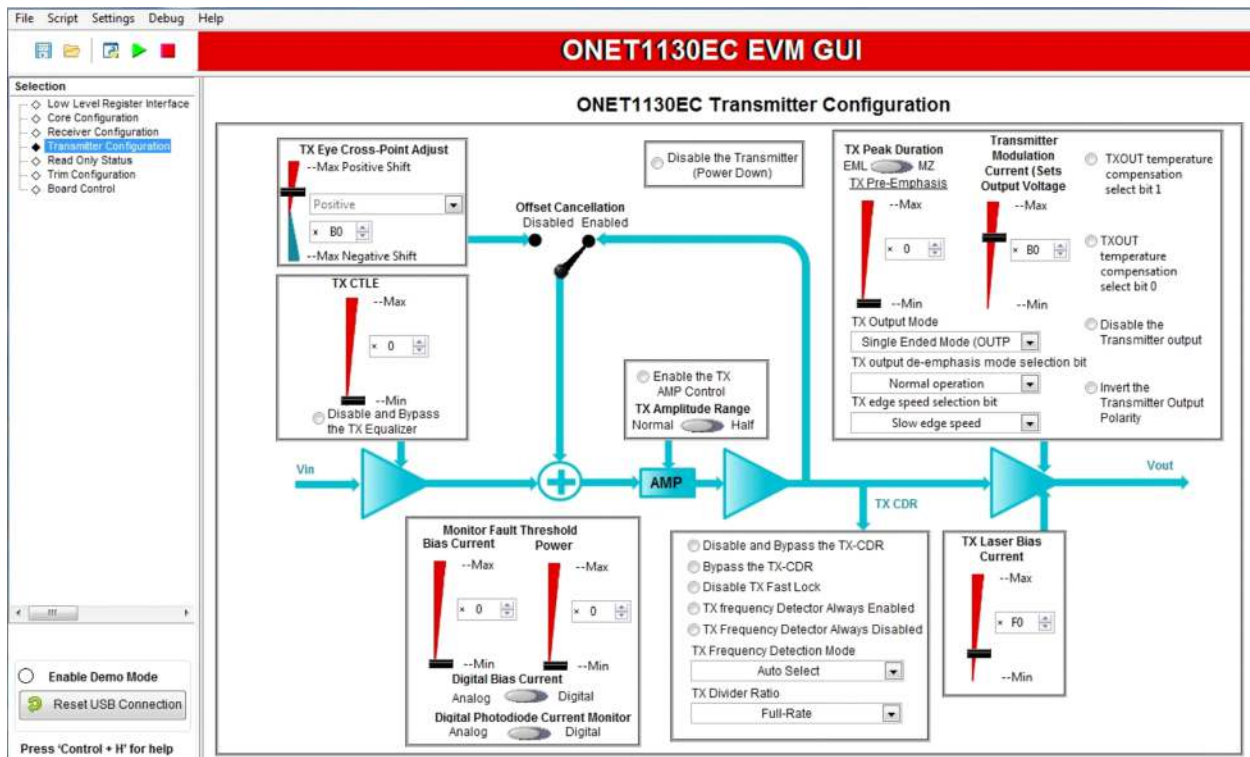 File Script Settings Debug Help
ONET1130EC EVM GUI
Selection
Low Level Register Interface
Core Configuration
Receiver Configuration
Transmitter Configuration
Read Only Status
Trim Configuration
Board Control
Enable Demo Mode
Reset USB Connection
Press 'Control + H' for help
ONET1130EC Transmitter Configuration
TX Eye Cross-Point Adjust
--Max Positive Shift
Positive
× B0
--Max Negative Shift
TX CTLE
--Max
× 0
--Min
Disable and Bypass
the TX Equalizer
Offset Cancellation
Disabled Enabled
Disable the Transmitter
(Power Down)
Enable the TX
AMP Control
TX Amplitude Range
Normal Half
TX Peak Duration
EML MZ
TX Pre-Emphasis
--Max
× 0
--Min
Transmitter
Modulation
Current (Sets
Output Voltage
--Max
× B0
--Min
TX Output Mode
Single Ended Mode (OUTP
TX output de-emphasis mode selection bit
Normal operation
TX edge speed selection bit
Slow edge speed
TXOUT temperature
compensation
select bit 1
TXOUT
temperature
compensation
select bit 0
Disable the
Transmitter output
Invert the
Transmitter Output
Polarity
Vin
AMP
TX CDR
Vout
Monitor Fault Threshold
Bias Current Power
--Max --Max
× 0 × 0
--Min --Min
Digital Bias Current
Analog Digital
Digital Photodiode Current Monitor
Analog Digital
Disable and Bypass the TX-CDR
Bypass the TX-CDR
Disable TX Fast Lock
TX frequency Detector Always Enabled
TX Frequency Detector Always Disabled
TX Frequency Detection Mode
Auto Select
TX Divider Ratio
Full-Rate
TX Laser Bias
Current
--Max
× F0
--Min